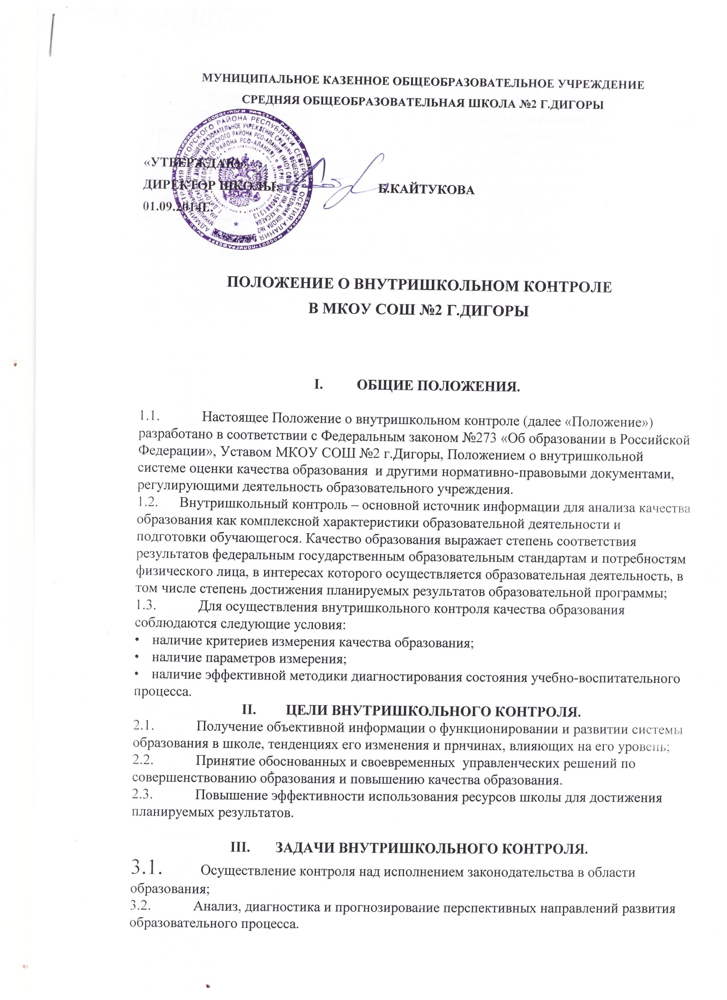 МУНИЦИПАЛЬНОЕ КАЗЕННОЕ ОБЩЕОБРАЗОВАТЕЛЬНОЕ УЧРЕЖДЕНИЕ
СРЕДНЯЯ ОБЩЕОБРАЗОВАТЕЛЬНАЯ ШКОЛА №2 Г.ДИГОРЫ
«УТВЕРЖДАЮ»
ДИРЕКТОР ШКОЛЫ: Б.КАЙТУКОВА
01.09.2014Г.
ПОЛОЖЕНИЕ О ВНУТРИШКОЛЬНОМ КОНТРОЛЕ
В МКОУ СОШ №2 Г.ДИГОРЫ
I. ОБЩИЕ ПОЛОЖЕНИЯ.
1.1. Настоящее Положение о внутришкольном контроле (далее «Положение»)
разработано в соответствии с Федеральным законом №273 «Об образовании в Российской
Федерации», Уставом МКОУ СОШ №2 г.Дигоры, Положением о внутришкольной
системе оценки качества образования и другими нормативно-правовыми документами,
регулирующими деятельность образовательного учреждения.
1.2. Внутришкольный контроль – основной источник информации для анализа качества
образования как комплексной характеристики образовательной деятельности и
подготовки обучающегося. Качество образования выражает степень соответствия
результатов федеральным государственным образовательным стандартам и потребностям
физического лица, в интересах которого осуществляется образовательная деятельность, в
том числе степень достижения планируемых результатов образовательной программы;
1.3. Для осуществления внутришкольного контроля качества образования
соблюдаются следующие условия:
• наличие критериев измерения качества образования;
• наличие параметров измерения;
• наличие эффективной методики диагностирования состояния учебно-воспитательного
процесса.
II. ЦЕЛИ ВНУТРИШКОЛЬНОГО КОНТРОЛЯ.
2.1. Получение объективной информации о функционировании и развитии системы
образования в школе, тенденциях его изменения и причинах, влияющих на его уровень;
2.2. Принятие обоснованных и своевременных управленческих решений по
совершенствованию образования и повышению качества образования.
2.3. Повышение эффективности использования ресурсов школы для достижения
планируемых результатов.
III. ЗАДАЧИ ВНУТРИШКОЛЬНОГО КОНТРОЛЯ.
3.1. Осуществление контроля над исполнением законодательства в области
образования;
3.2. Анализ, диагностика и прогнозирование перспективных направлений развития
образовательного процесса.